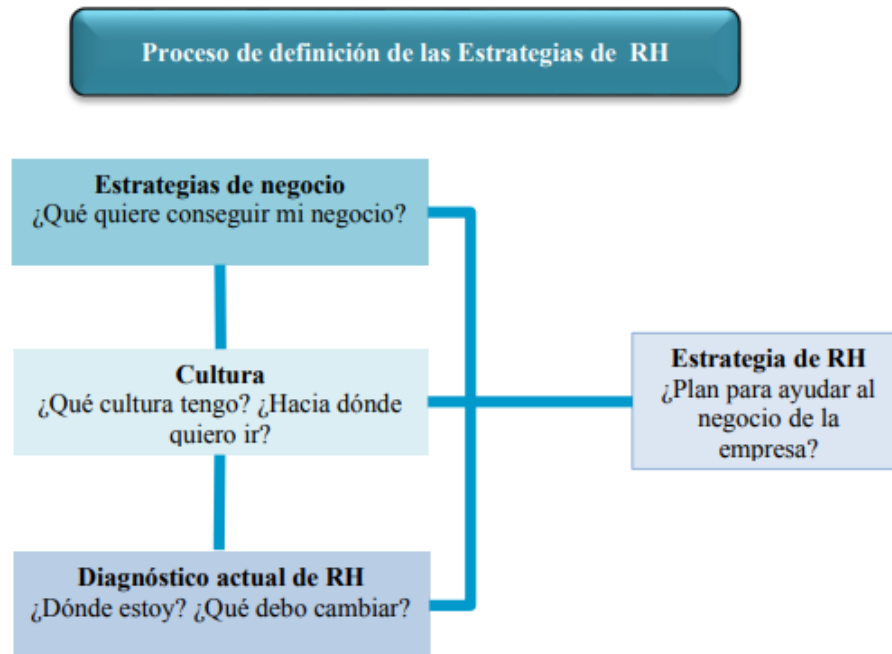 Proceso de definición de las Estrategias de RH
Estrategias de negocio
¿Qué quiere conseguir mi negocio?
Cultura
¿Qué cultura tengo? ¿Hacia dónde
quiero ir?
Diagnóstico actual de RH
¿Dónde estoy? ¿Qué debo cambiar?
Estrategia de RH
¿Plan para ayudar al
negocio de la
empresa?